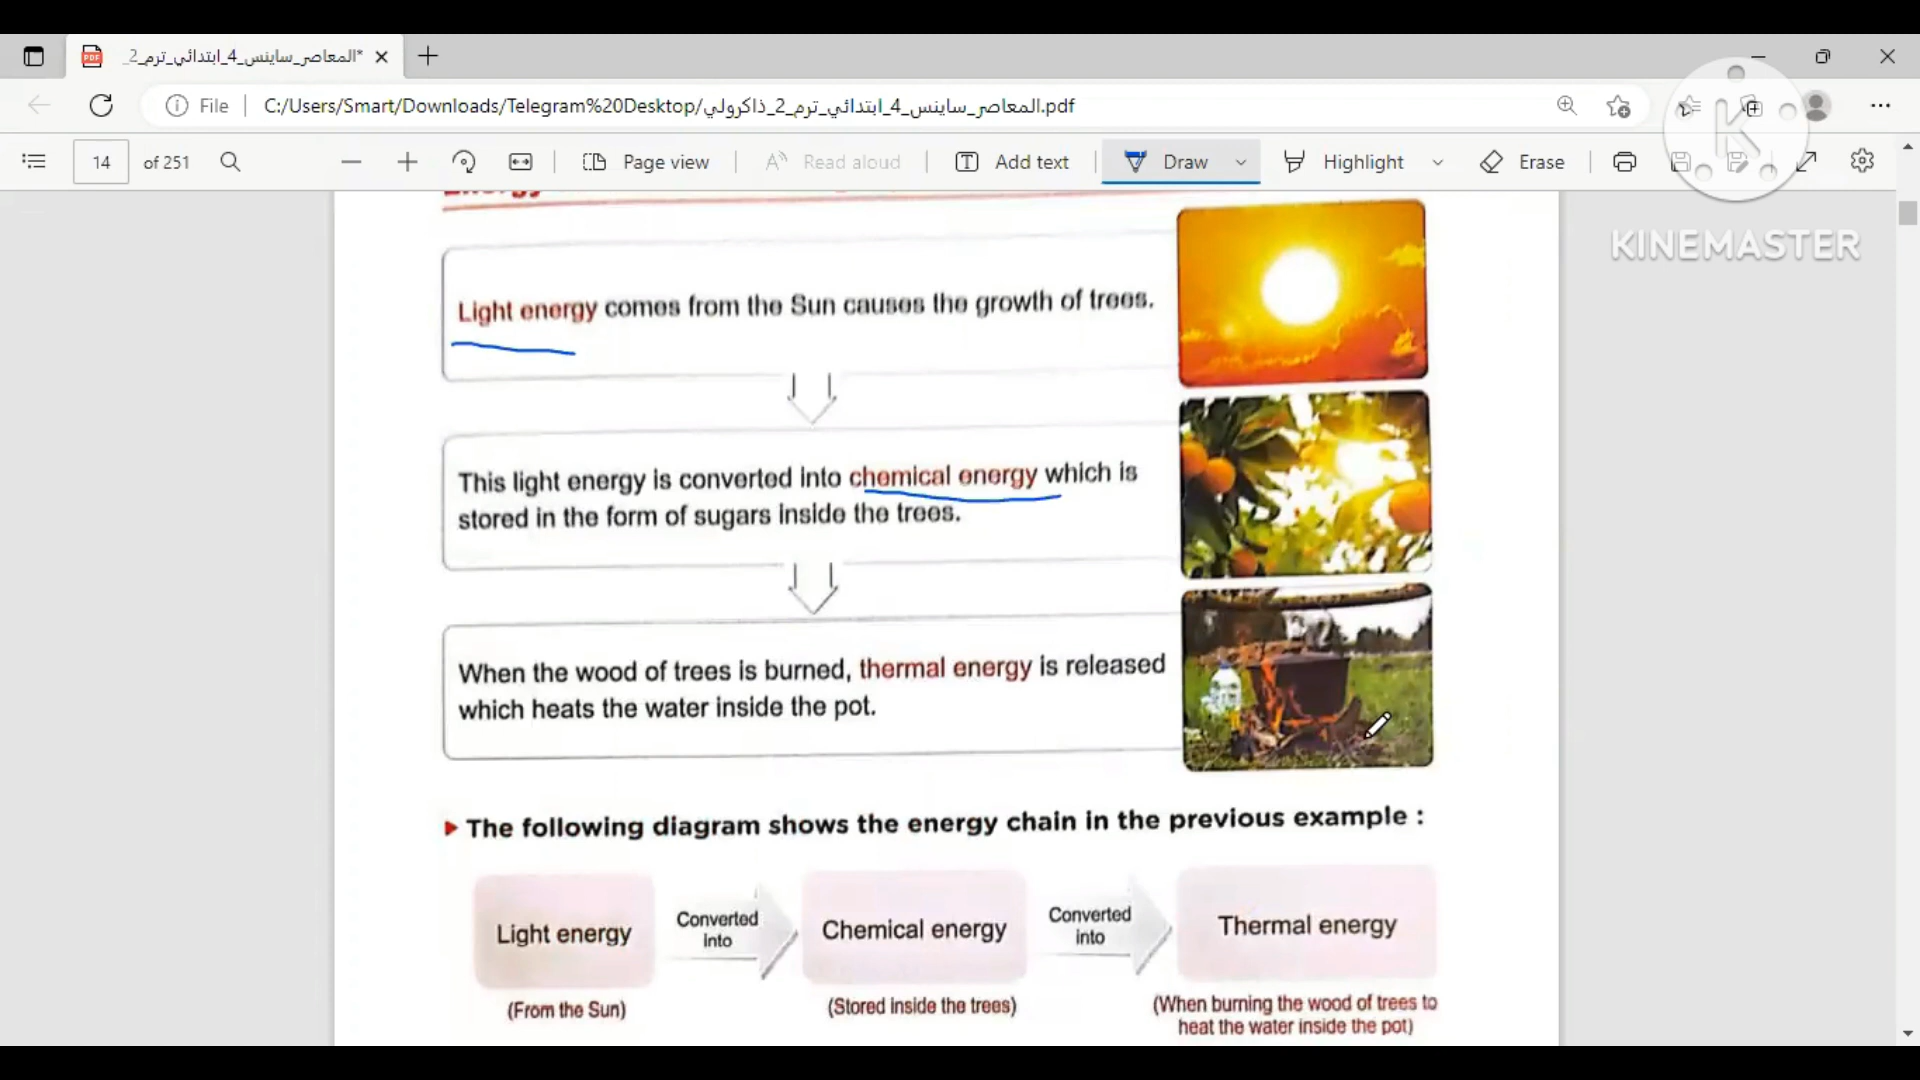 المعاصر_ساينس_4_ابتدائي_ترم_2_*
File
C:/Users/Smart/Downloads/Telegram%20Desktop/المعاصر_ساينس_4_ابتدائي_ترم_2_ذاكرولي.pdf
14 of 251
Page view
Read aloud
Add text
Draw
Highlight
Erase
KINEMASTER
Light energy comes from the Sun causes the growth of trees.
This light energy is converted into chemical energy which is
stored in the form of sugars inside the trees.
When the wood of trees is burned, thermal energy is released
which heats the water inside the pot.
The following diagram shows the energy chain in the previous example :
Light energy
Converted
into
Chemical energy
Converted
into
Thermal energy
(From the Sun)
(Stored inside the trees)
(When burning the wood of trees to
heat the water inside the pot)